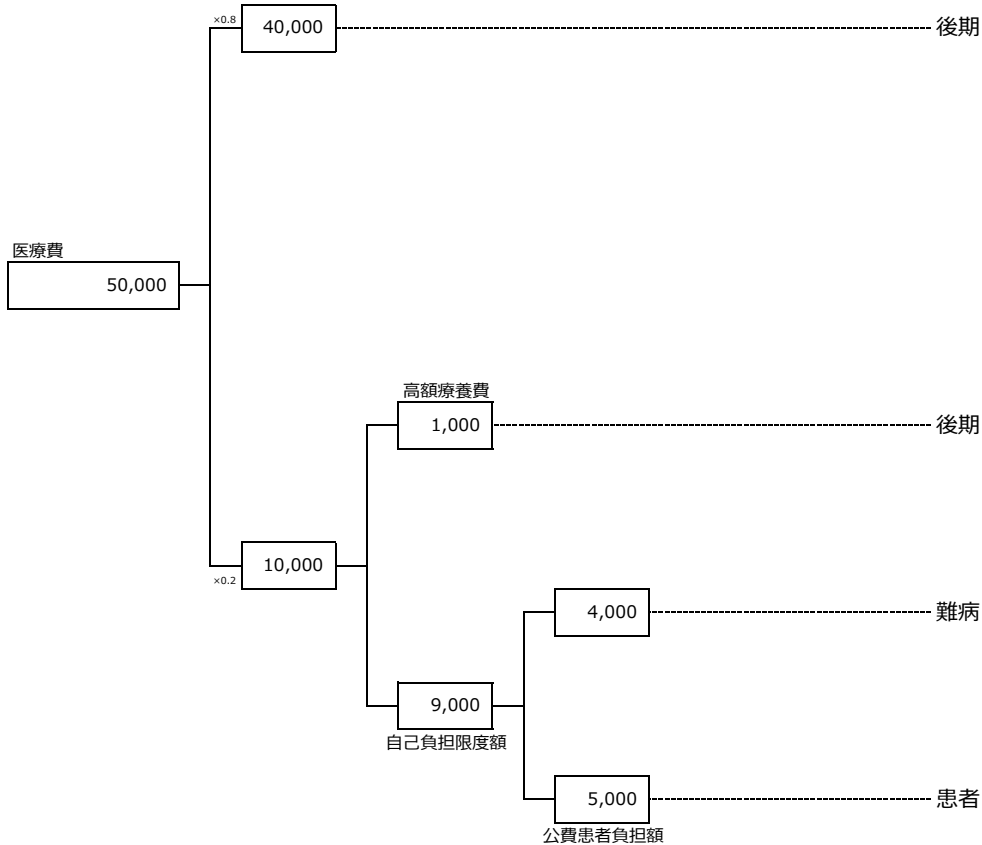 ×0.8
40,000
後期
医療費
50,000
高額療養費
1,000
後期
10,000
×0.2
4,000
難病
9,000
自己負担限度額
5,000
患者
公費患者負担額